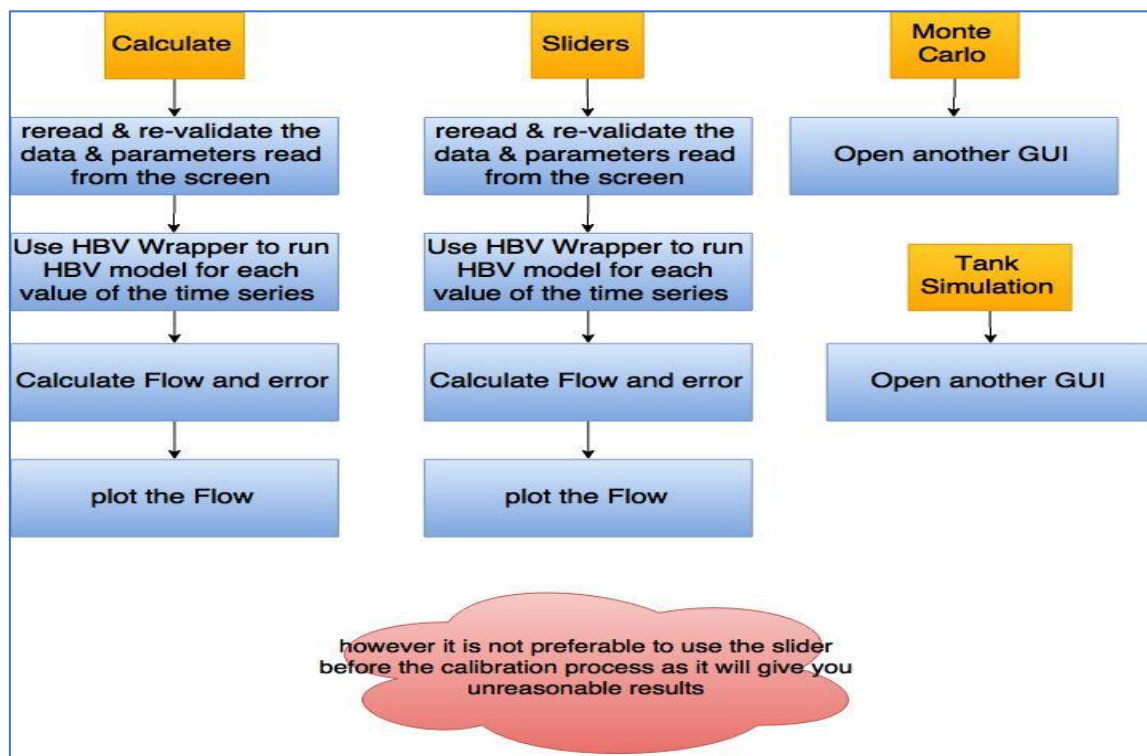 Calculate
reread & re-validate the
data & parameters read
from the screen
Use HBV Wrapper to run
HBV model for each
value of the time series
Calculate Flow and error
plot the Flow
Sliders
reread & re-validate the
data & parameters read
from the screen
Use HBV Wrapper to run
HBV model for each
value of the time series
Calculate Flow and error
plot the Flow
Monte
Carlo
Open another GUI
Tank
Simulation
Open another GUI
however it is not preferable to use the slider
before the calibration process as it will give you
unreasonable results